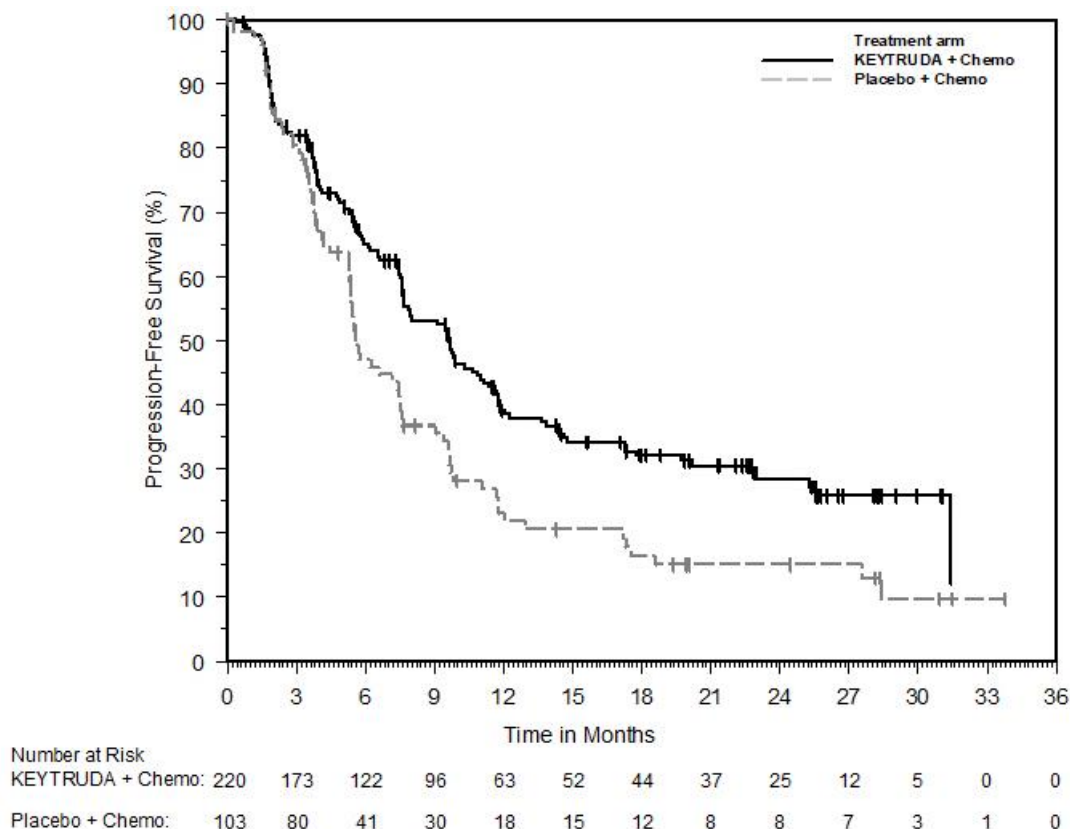 Treatment arm
KEYTRUDA + Chemo
Placebo + Chemo
Progression-Free Survival (%)
100
90
80
70
60
50
40
30
20
10
0
0 3 6 9 12 15 18 21 24 27 30 33 36
Time in Months
Number at Risk
KEYTRUDA + Chemo: 220 173 122 96 63 52 44 37 25 12 5 0 0
Placebo + Chemo: 103 80 41 30 18 15 12 8 8 7 3 1 0